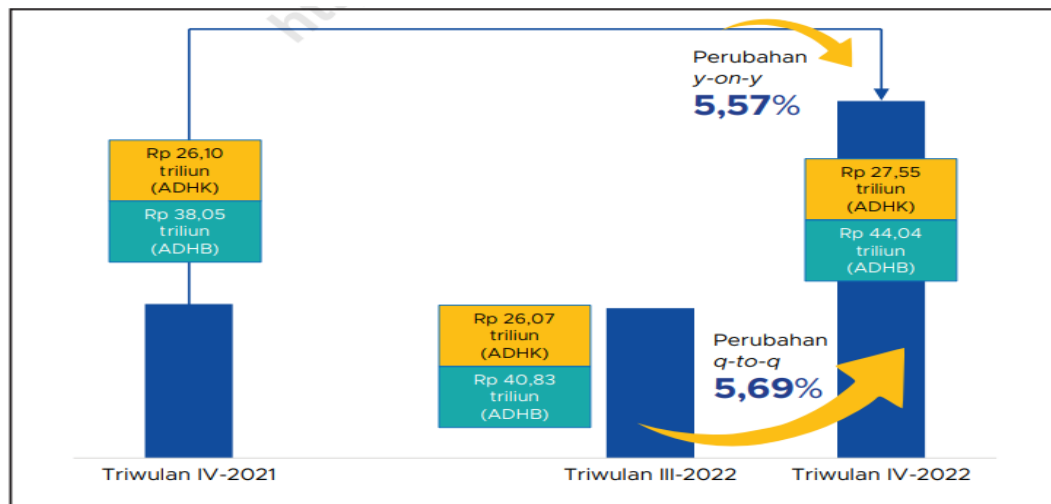 Perubahan
y-on-y
5,57%
Rp 26,10
triliun
(ADHK)
Rp 38,05
triliun
(ADHB)
Rp 27,55
triliun
(ADHK)
Rp 44,04
triliun
(ADHB)
Rp 26,07
triliun
(ADHK)
Rp 40,83
triliun
(ADHB)
Perubahan
q-to-q
5,69%
Triwulan IV-2021
Triwulan III-2022
Triwulan IV-2022